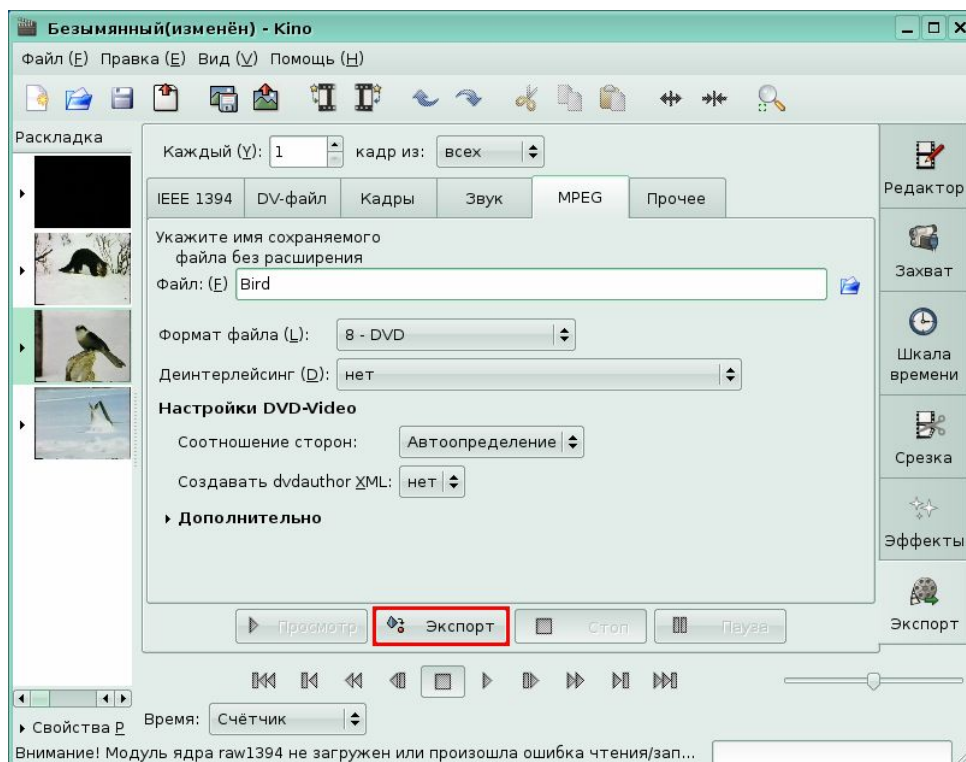 Безымянный(изменён) - Kino
Файл (F) Правка (E) Вид (V) Помощь (H)
Раскладка
Каждый (Y): 1 кадр из: всех
IEEE 1394 DV-файл Кадры Звук MPEG Прочее
Укажите имя сохраняемого
файла без расширения
Файл: (F) Bird
Формат файла (L): 8 - DVD
Деинтерлейсинг (D): нет
Настройки DVD-Video
Соотношение сторон: Автоопределение
Создавать dvdauthor XML: нет
Дополнительно
Просмотр Экспорт Стоп Пауза
Редактор
Захват
Шкала
времени
Срезка
Эффекты
Экспорт
Свойства Р
Время: Счётчик
Внимание! Модуль ядра raw1394 не загружен или произошла ошибка чтения/зап...